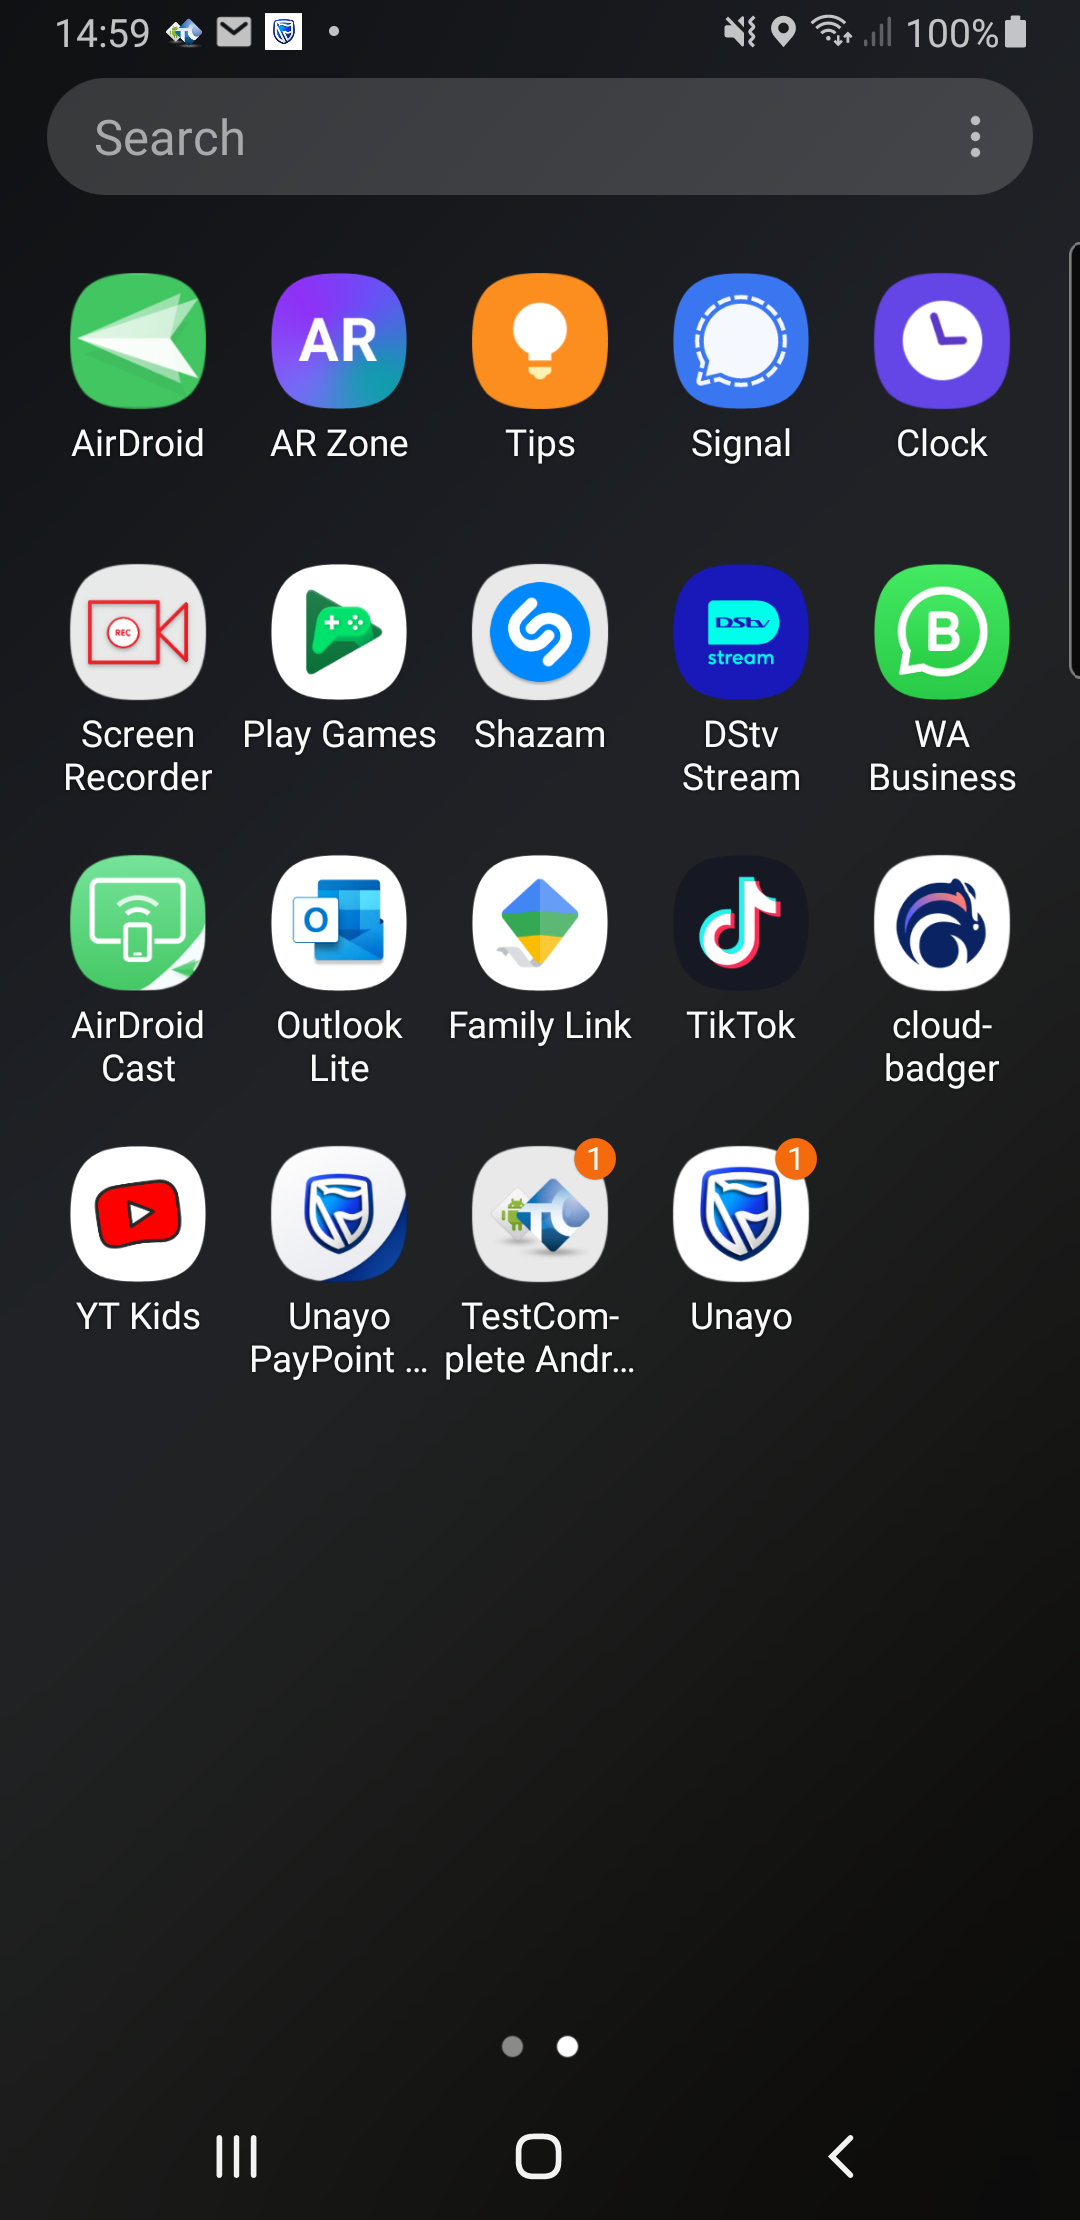 14:59
100%
Search
AR
AirDroid
AR Zone
Tips
Signal
Clock
REC
DStv
stream
B
Screen
Recorder
Play Games
Shazam
DStv
Stream
WA
Business
O
AirDroid
Cast
Outlook
Lite
Family Link
TikTok
cloud-
badger
1
1
TC
YT Kids
Unayo
PayPoint ...
TestCom-
plete Andr...
Unayo